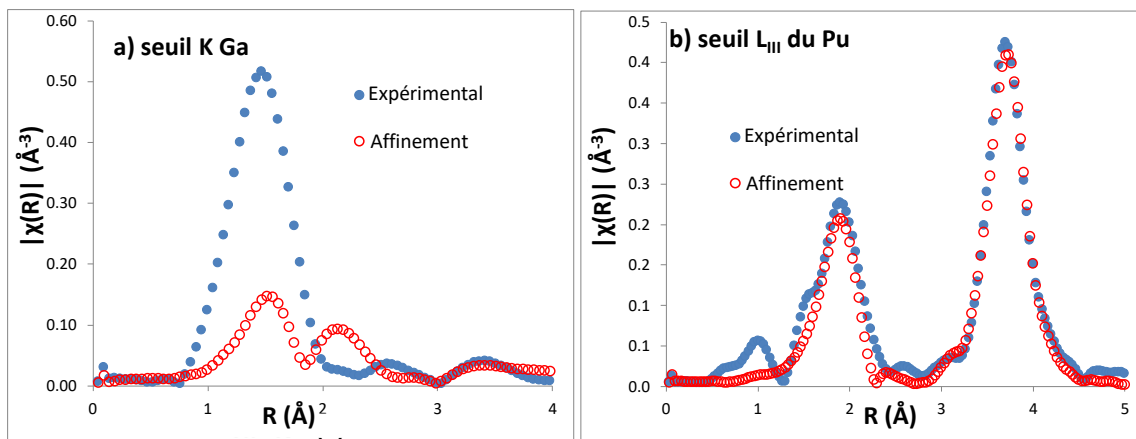 a) seuil K Ga
|χ(R)| (Å⁻³)
0.60
0.50
0.40
0.30
0.20
0.10
0.00
Expérimental
Affinement
0 1 2 3 4
R (Å)
b) seuil L_III du Pu
|χ(R)| (Å⁻³)
0.5
0.4
0.4
0.3
0.3
0.2
0.2
0.1
0.1
0.0
Expérimental
Affinement
0 1 2 3 4 5
R (Å)